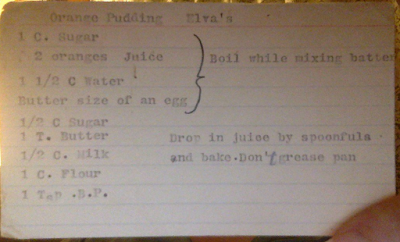 Orange Pudding Elva's
1 C. Sugar
2 oranges Juice Boil while mixing batter
1 1/2 C Water
Butter size of an egg
1/2 C Sugar
1 T. Butter Drop in juice by spoonfuls
1/2 C. Milk and bake.Don't grease pan
1 C. Flour
1 Tsp .B.P.